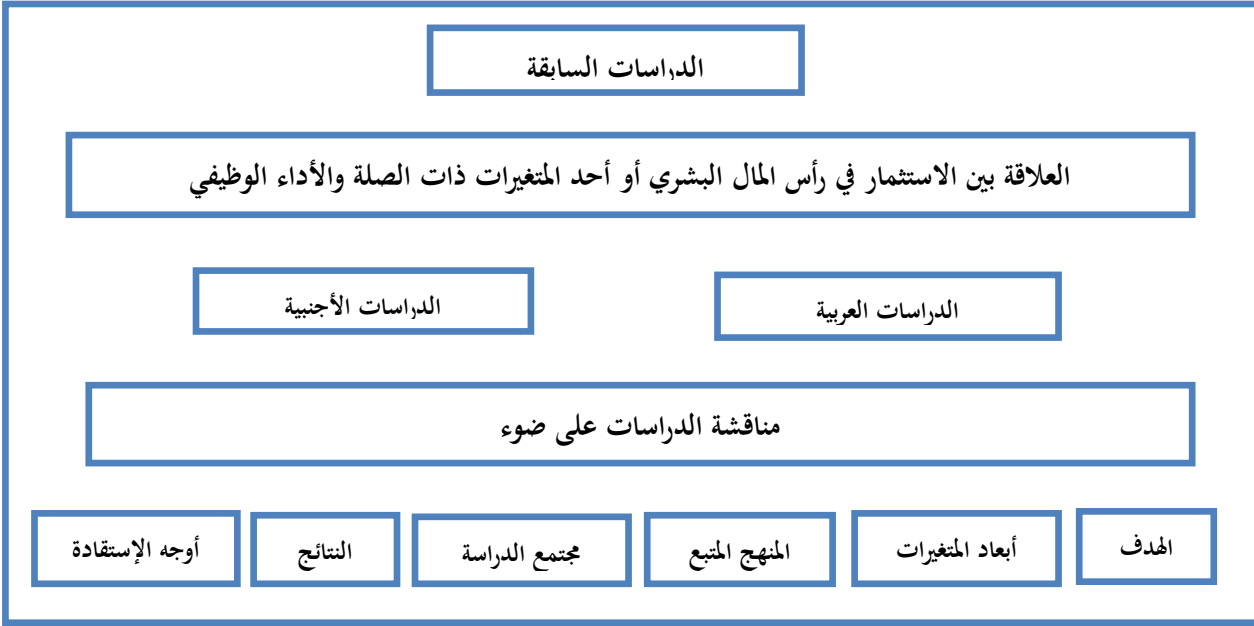 الدراسات السابقة
العلاقة بين الاستثمار في رأس المال البشري أو أحد المتغيرات ذات الصلة والأداء الوظيفي
الدراسات العربية
الدراسات الأجنبية
مناقشة الدراسات على ضوء
الهدف
أبعاد المتغيرات
المنهج المتبع
مجتمع الدراسة
النتائج
أوجه الإستقادة